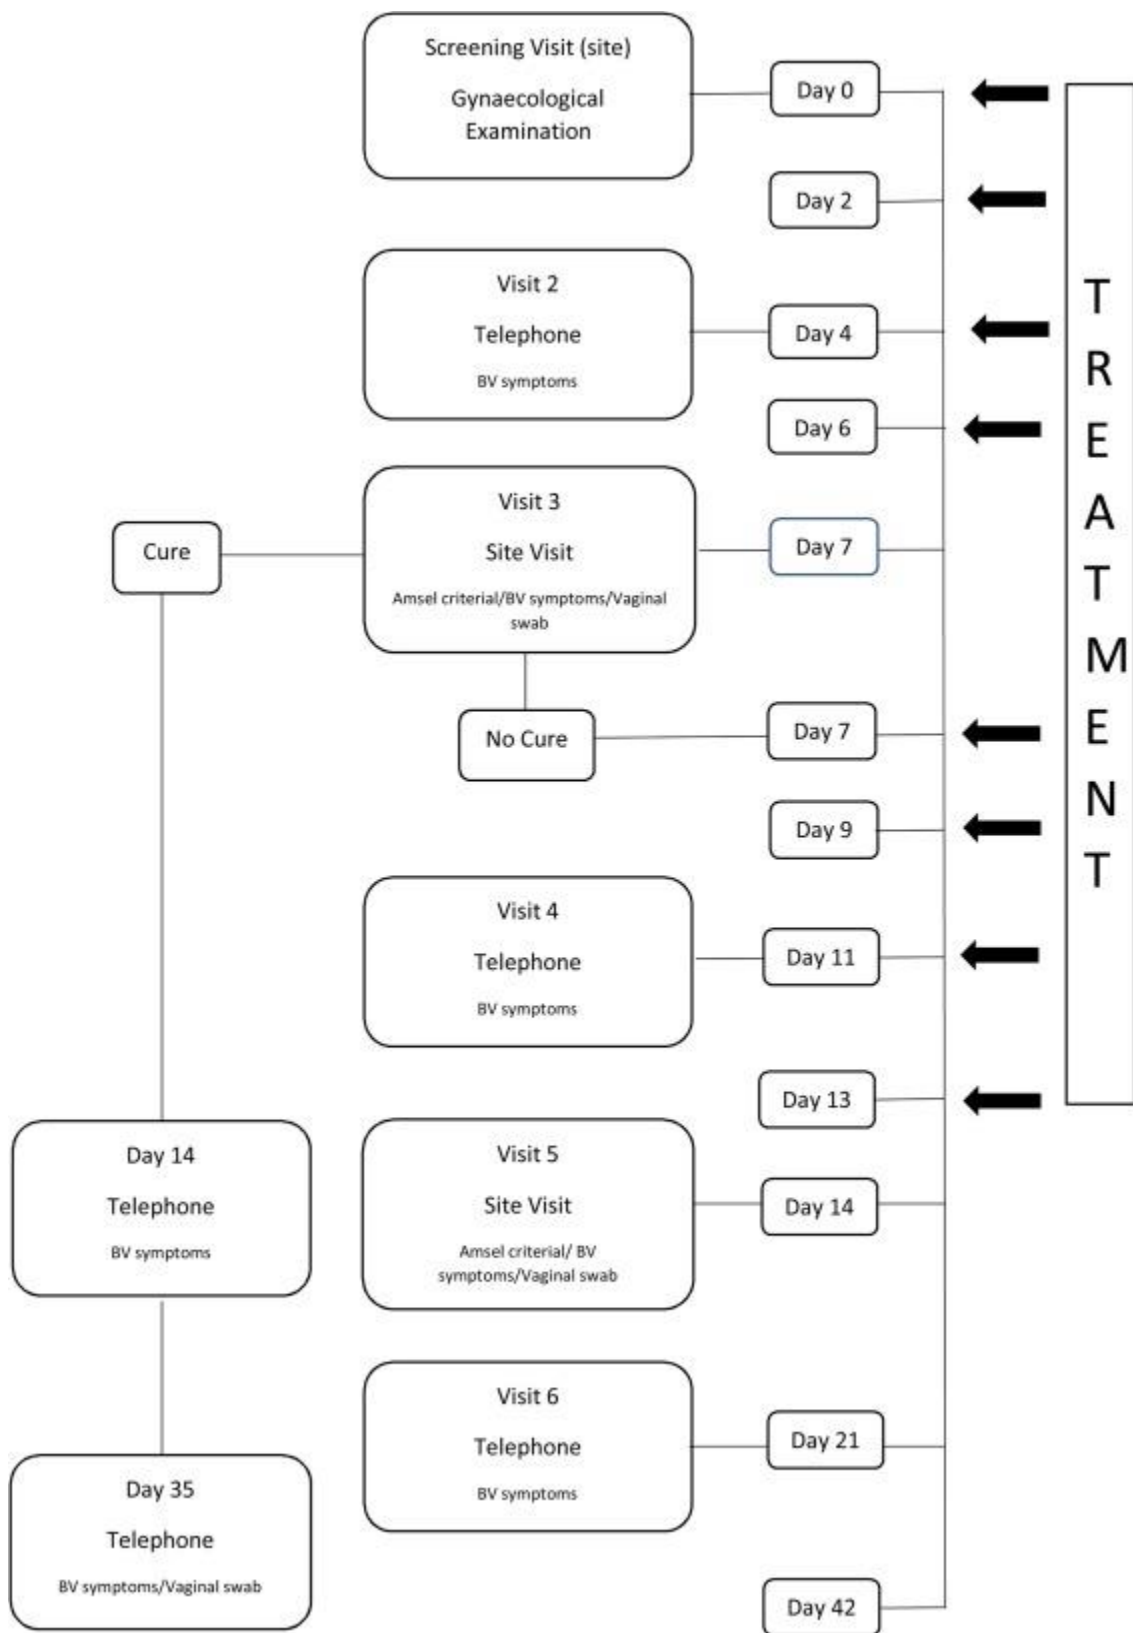 Screening Visit (site)
Gynaecological
Examination
Day 0
Day 2
Visit 2
Telephone
BV symptoms
Day 4
Day 6
Visit 3
Site Visit
Amsel criterial/BV symptoms/Vaginal
swab
Cure
Day 7
No Cure
Day 7
Day 9
Visit 4
Telephone
BV symptoms
Day 11
Day 13
Day 14
Telephone
BV symptoms
Visit 5
Site Visit
Amsel criterial/ BV
symptoms/Vaginal swab
Day 14
Visit 6
Telephone
BV symptoms
Day 21
Day 35
Telephone
BV symptoms/Vaginal swab
Day 42
T
R
E
A
T
M
E
N
T